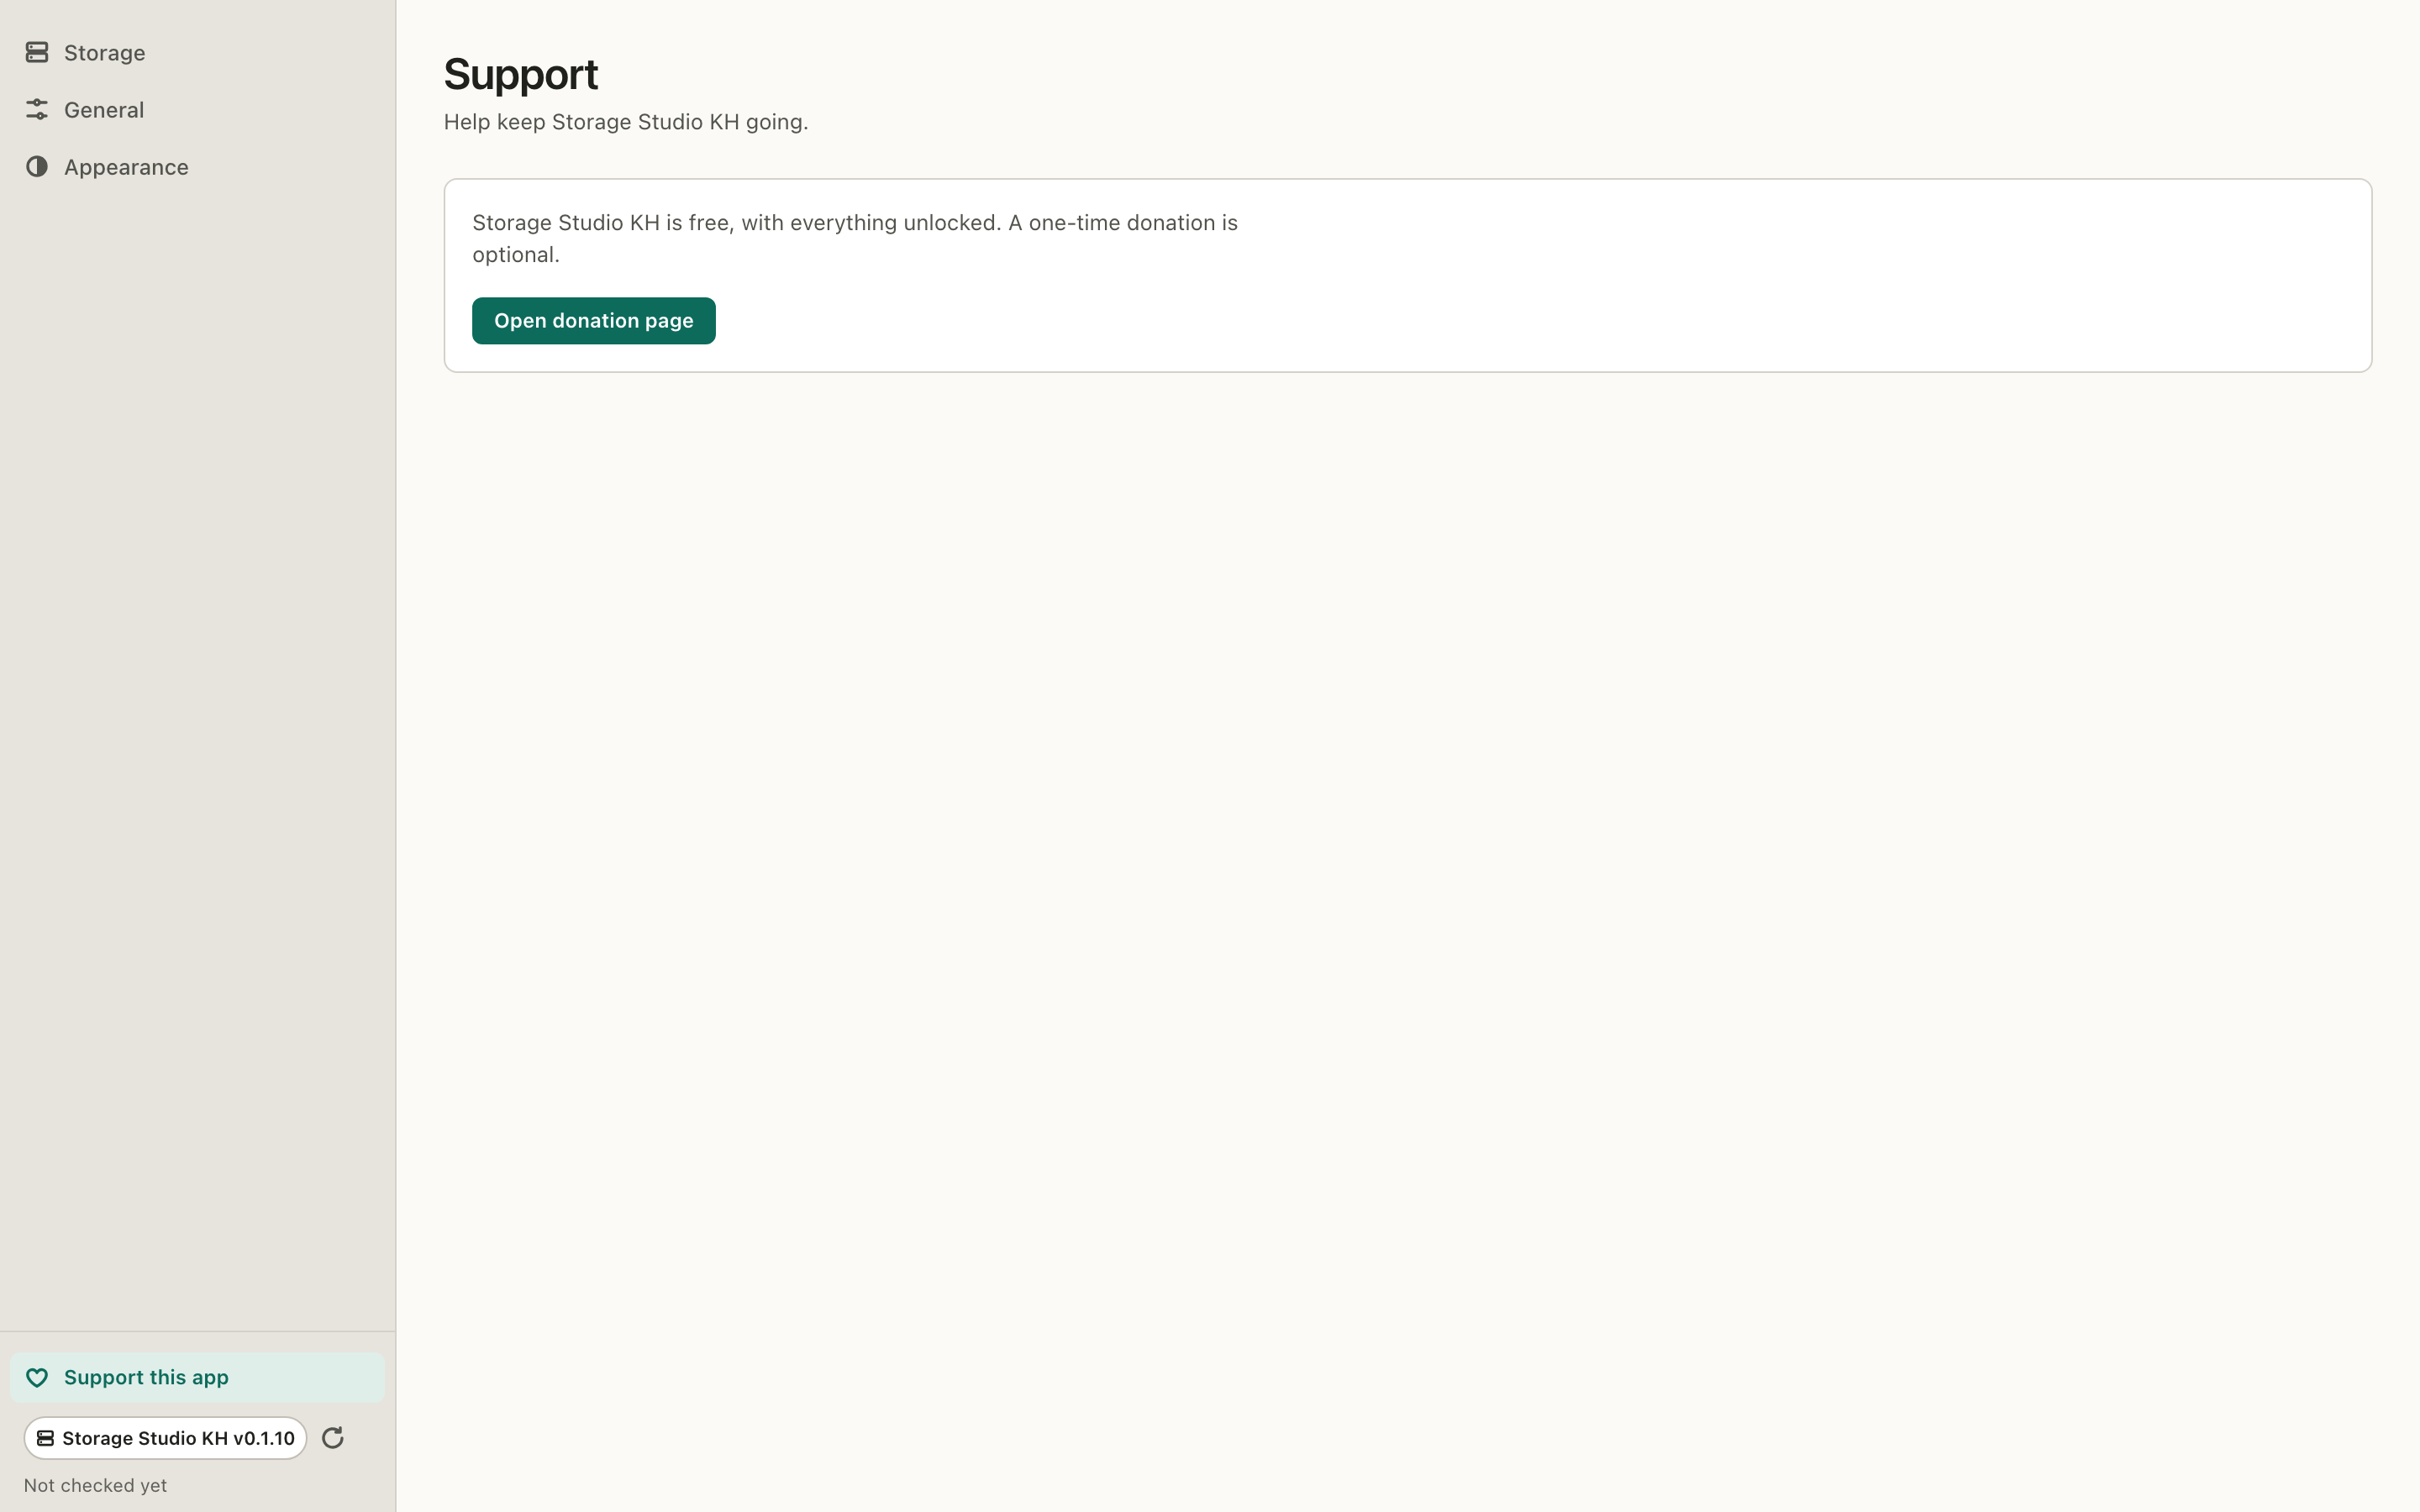 Storage
General
Appearance
Support
Help keep Storage Studio KH going.
Storage Studio KH is free, with everything unlocked. A one-time donation is
optional.
Open donation page
Support this app
Storage Studio KH v0.1.10
Not checked yet